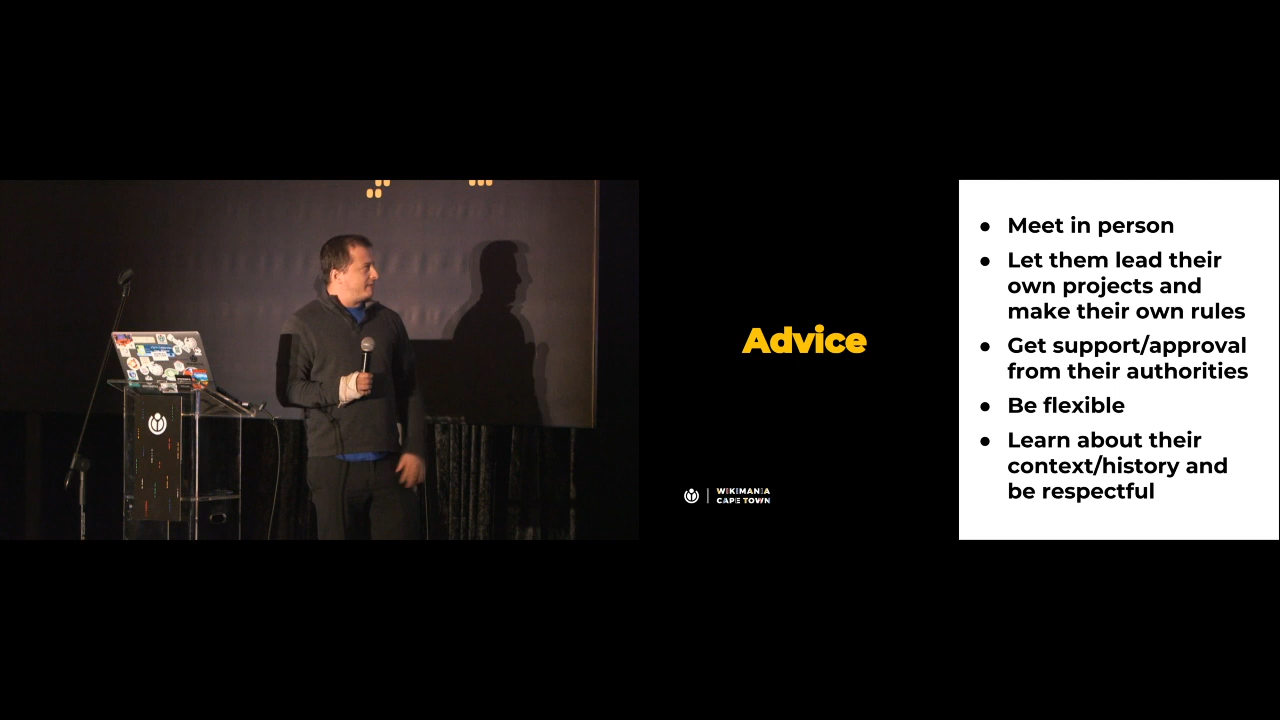 Advice
WIKIMANIA
CAPE TOWN
● Meet in person
● Let them lead their
own projects and
make their own rules
● Get support/approval
from their authorities
● Be flexible
● Learn about their
context/history and
be respectful